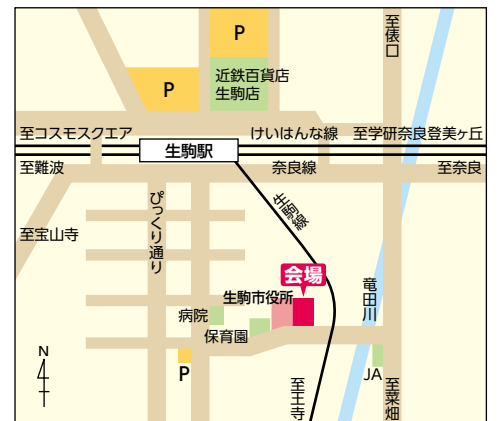 P
至俵口
近鉄百貨店
生駒店
P
至コスモスクエア
けいはんな線
至学研奈良登美ヶ丘
生駒駅
至難波
奈良線
至奈良
ぴっくり通り
生駒線
至宝山寺
会場
生駒市役所
竜田川
病院
保育園
N
P
JA
至王寺
至菜畑